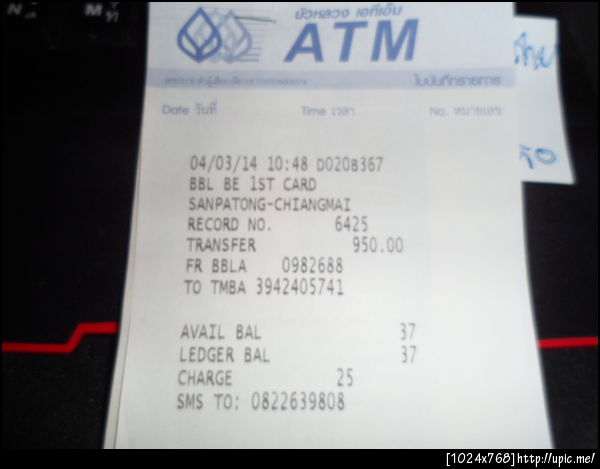 N M
ท
บัวหลวง เอทีเอ็ม
ATM
ใบบันทึกรายการ
Date วันที่ Time เวลา No. หมายเลข
04/03/14 10:48 D020B367
BBL BE 1ST CARD
SANPATONG-CHIANGMAI
RECORD NO. 6425
TRANSFER 950.00
FR BBLA 0982688
TO TMBA 3942405741
AVAIL BAL 37
LEDGER BAL 37
CHARGE 25
SMS TO: 0822639808
[1024x768]http://upic.me/